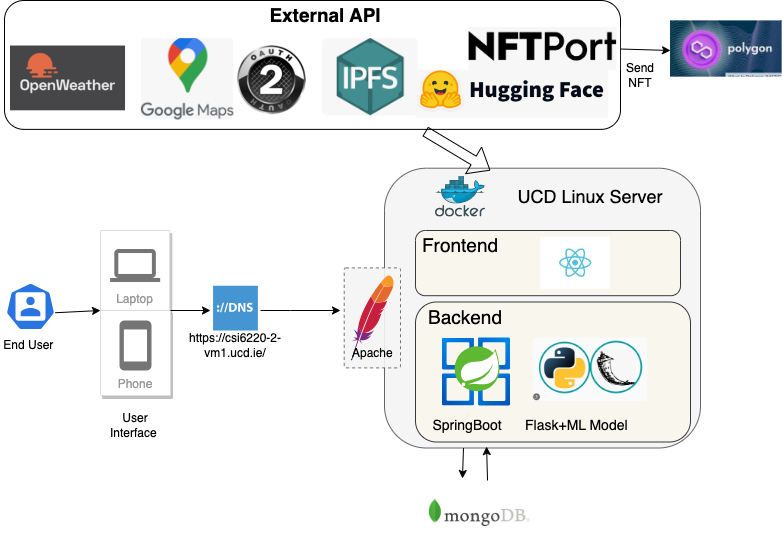 External API
OpenWeather
Google Maps
OAUTH
2
OAUTH
IPFS
NFTPort
Hugging Face
Send
NFT
polygon
docker
UCD Linux Server
Frontend
Backend
SpringBoot
Flask+ML Model
Laptop
Phone
End User
User
Interface
://DNS
https://csi6220-2-
vm1.ucd.ie/
Apache
mongoDB.